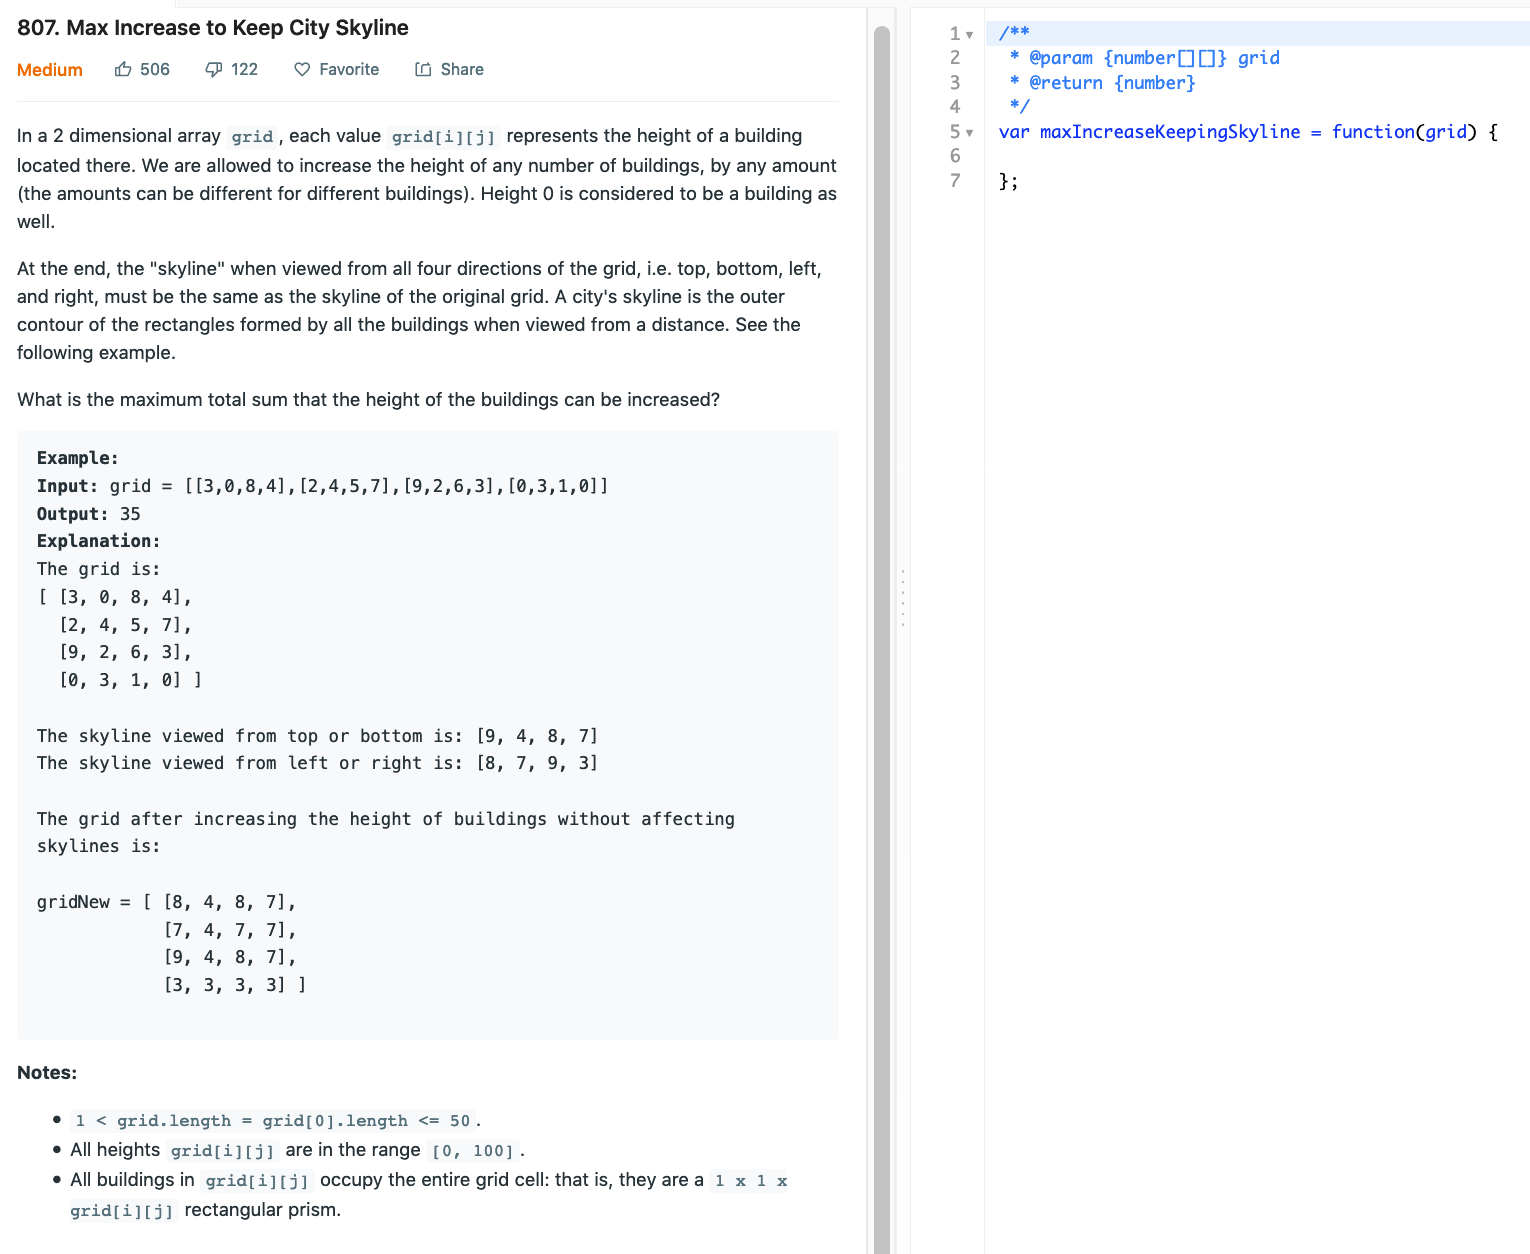 807. Max Increase to Keep City Skyline
Medium 506 122 Favorite Share
In a 2 dimensional array grid, each value grid[i][j] represents the height of a building
located there. We are allowed to increase the height of any number of buildings, by any amount
(the amounts can be different for different buildings). Height 0 is considered to be a building as
well.
At the end, the "skyline" when viewed from all four directions of the grid, i.e. top, bottom, left,
and right, must be the same as the skyline of the original grid. A city's skyline is the outer
contour of the rectangles formed by all the buildings when viewed from a distance. See the
following example.
What is the maximum total sum that the height of the buildings can be increased?
Example:
Input: grid = [[3,0,8,4],[2,4,5,7],[9,2,6,3],[0,3,1,0]]
Output: 35
Explanation:
The grid is:
[ [3, 0, 8, 4],
  [2, 4, 5, 7],
  [9, 2, 6, 3],
  [0, 3, 1, 0] ]
The skyline viewed from top or bottom is: [9, 4, 8, 7]
The skyline viewed from left or right is: [8, 7, 9, 3]
The grid after increasing the height of buildings without affecting
skylines is:
gridNew = [ [8, 4, 8, 7],
            [7, 4, 7, 7],
            [9, 4, 8, 7],
            [3, 3, 3, 3] ]
Notes:
• 1 < grid.length = grid[0].length <= 50.
• All heights grid[i][j] are in the range [0, 100].
• All buildings in grid[i][j] occupy the entire grid cell: that is, they are a 1 x 1 x
grid[i][j] rectangular prism.
1 /**
2  * @param {number[][]} grid
3  * @return {number}
4  */
5 var maxIncreaseKeepingSkyline = function(grid) {
6
7 };